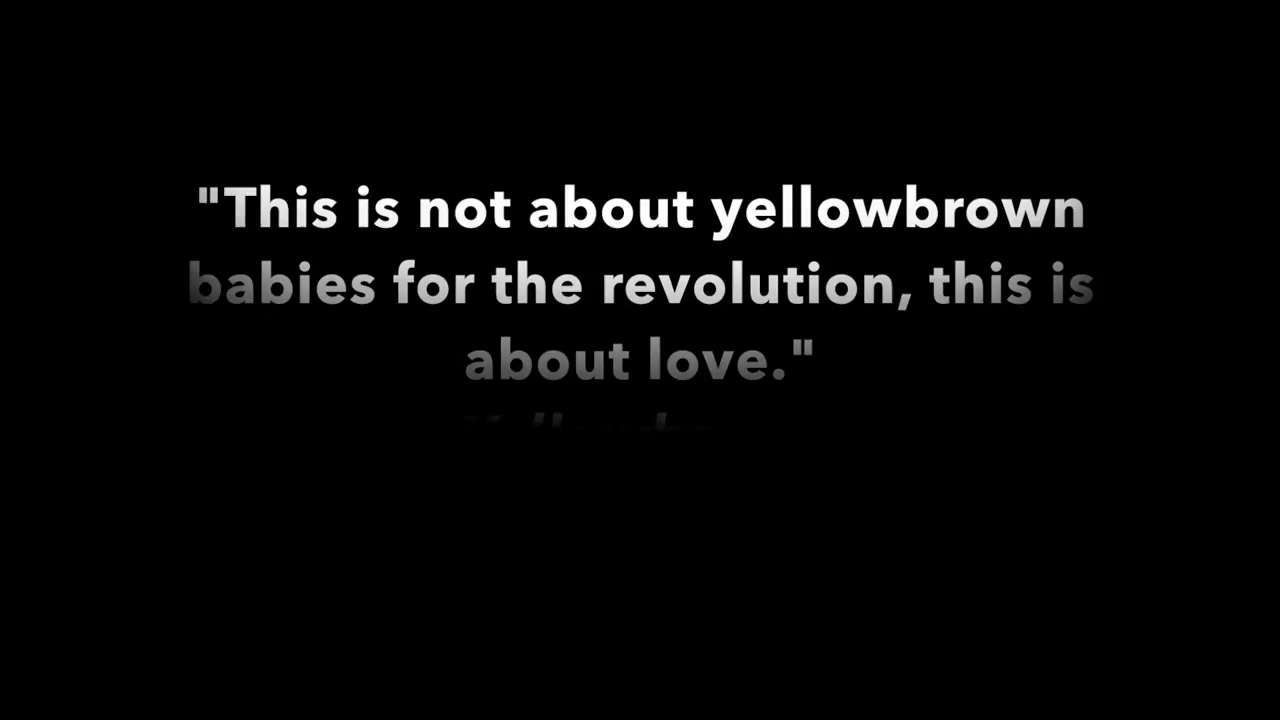 "This is not about yellowbrown
babies for the revolution, this is
about love."